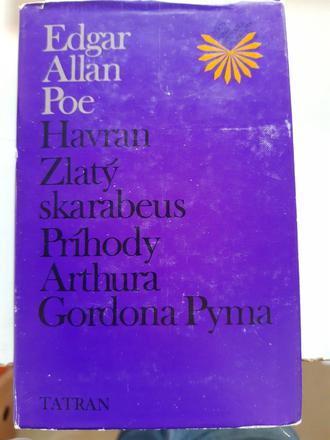 Edgar
Allan
Poe
Havran
Zlatý
skarabeus
Príhody
Arthura
Gordona Pyma
TATRAN